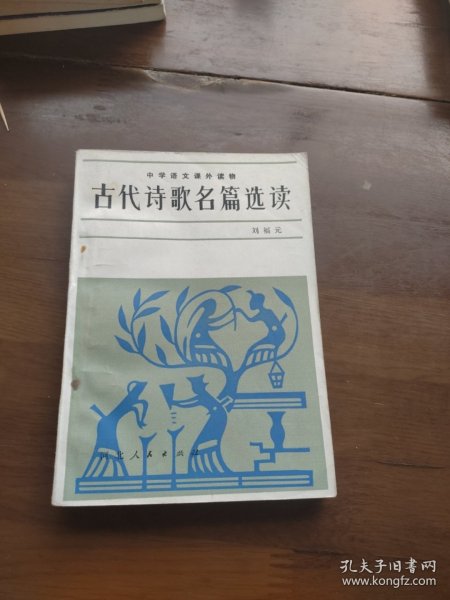 中学语文课外读物
古代诗歌名篇选读
刘福元
河北人民出版社
孔夫子旧书网
www.kongfz.com